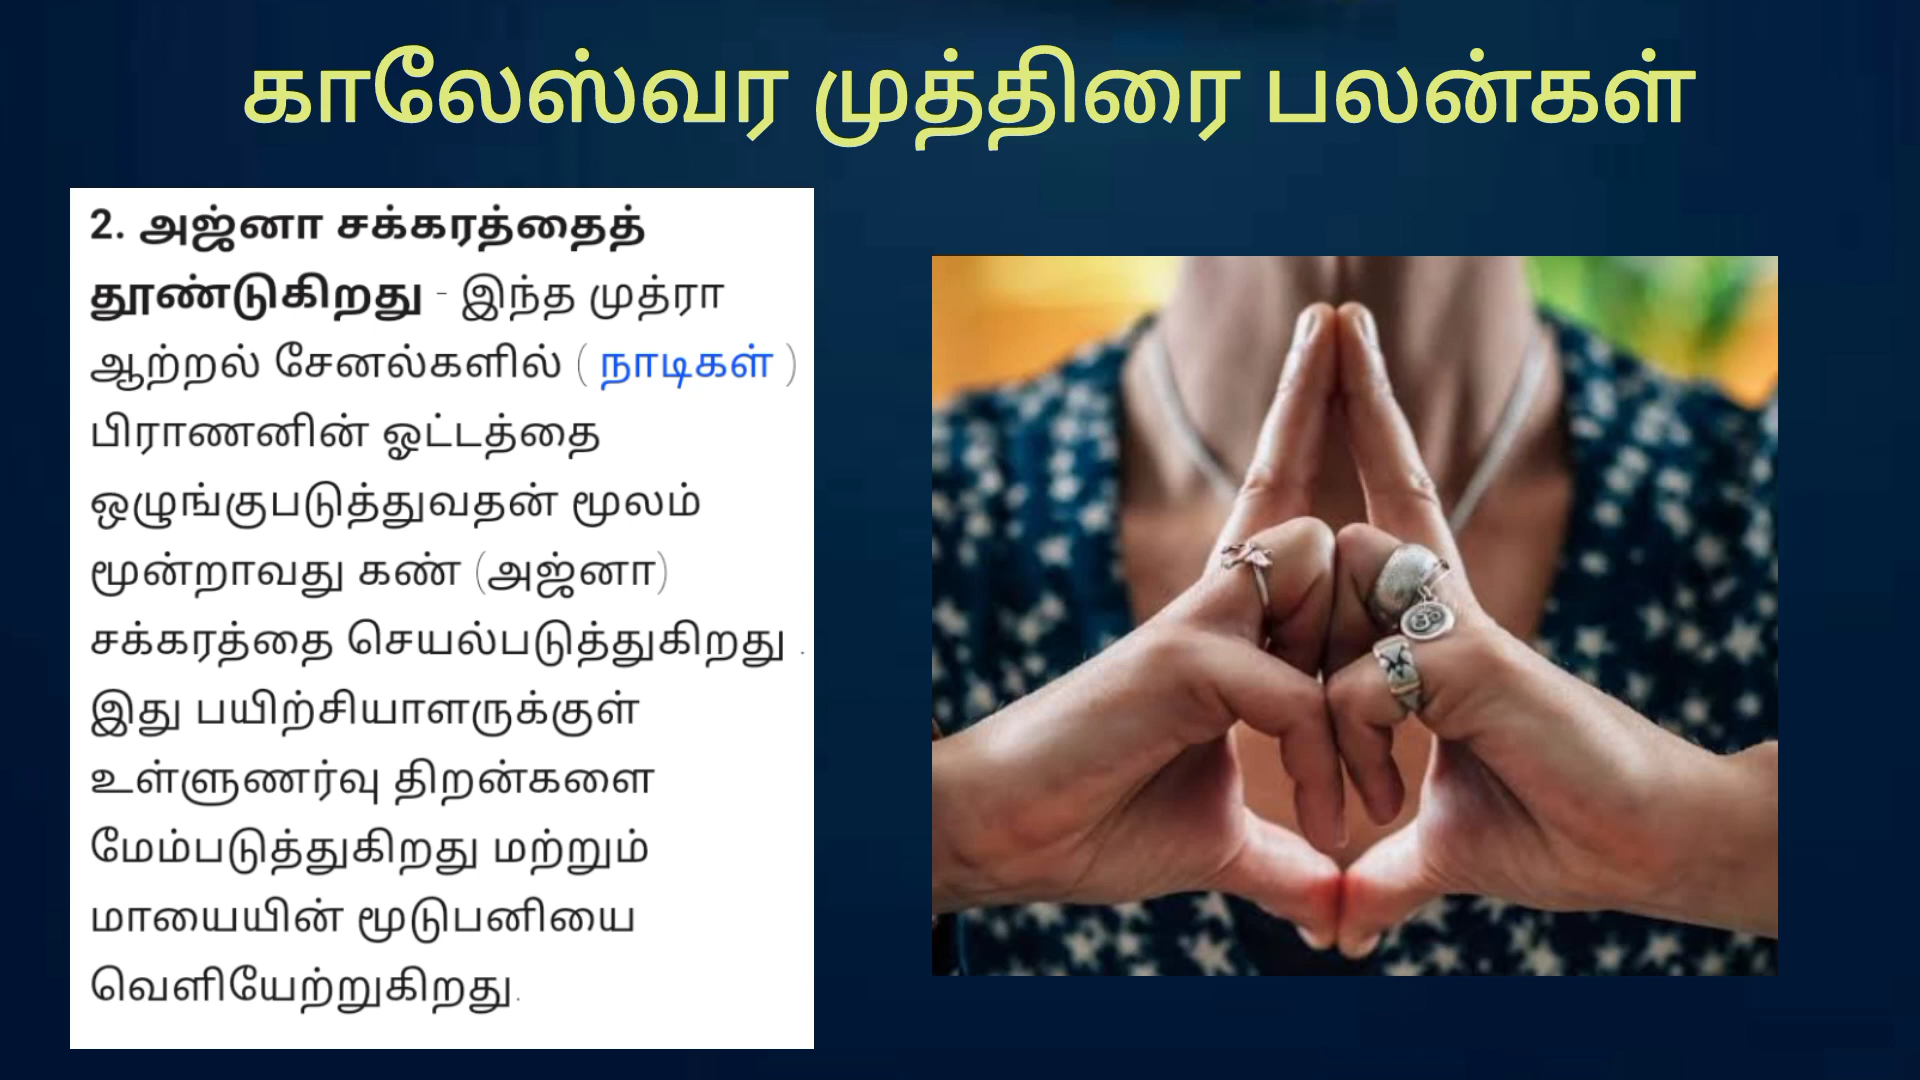 காலேஸ்வர முத்திரை பலன்கள்
2. அஜ்னா சக்கரத்தைத்
தூண்டுகிறது - இந்த முத்ரா
ஆற்றல் சேனல்களில் ( நாடிகள் )
பிராணனின் ஓட்டத்தை
ஒழுங்குபடுத்துவதன் மூலம்
மூன்றாவது கண் (அஜ்னா)
சக்கரத்தை செயல்படுத்துகிறது .
இது பயிற்சியாளருக்குள்
உள்ளுணர்வு திறன்களை
மேம்படுத்துகிறது மற்றும்
மாயையின் மூடுபனியை
வெளியேற்றுகிறது.